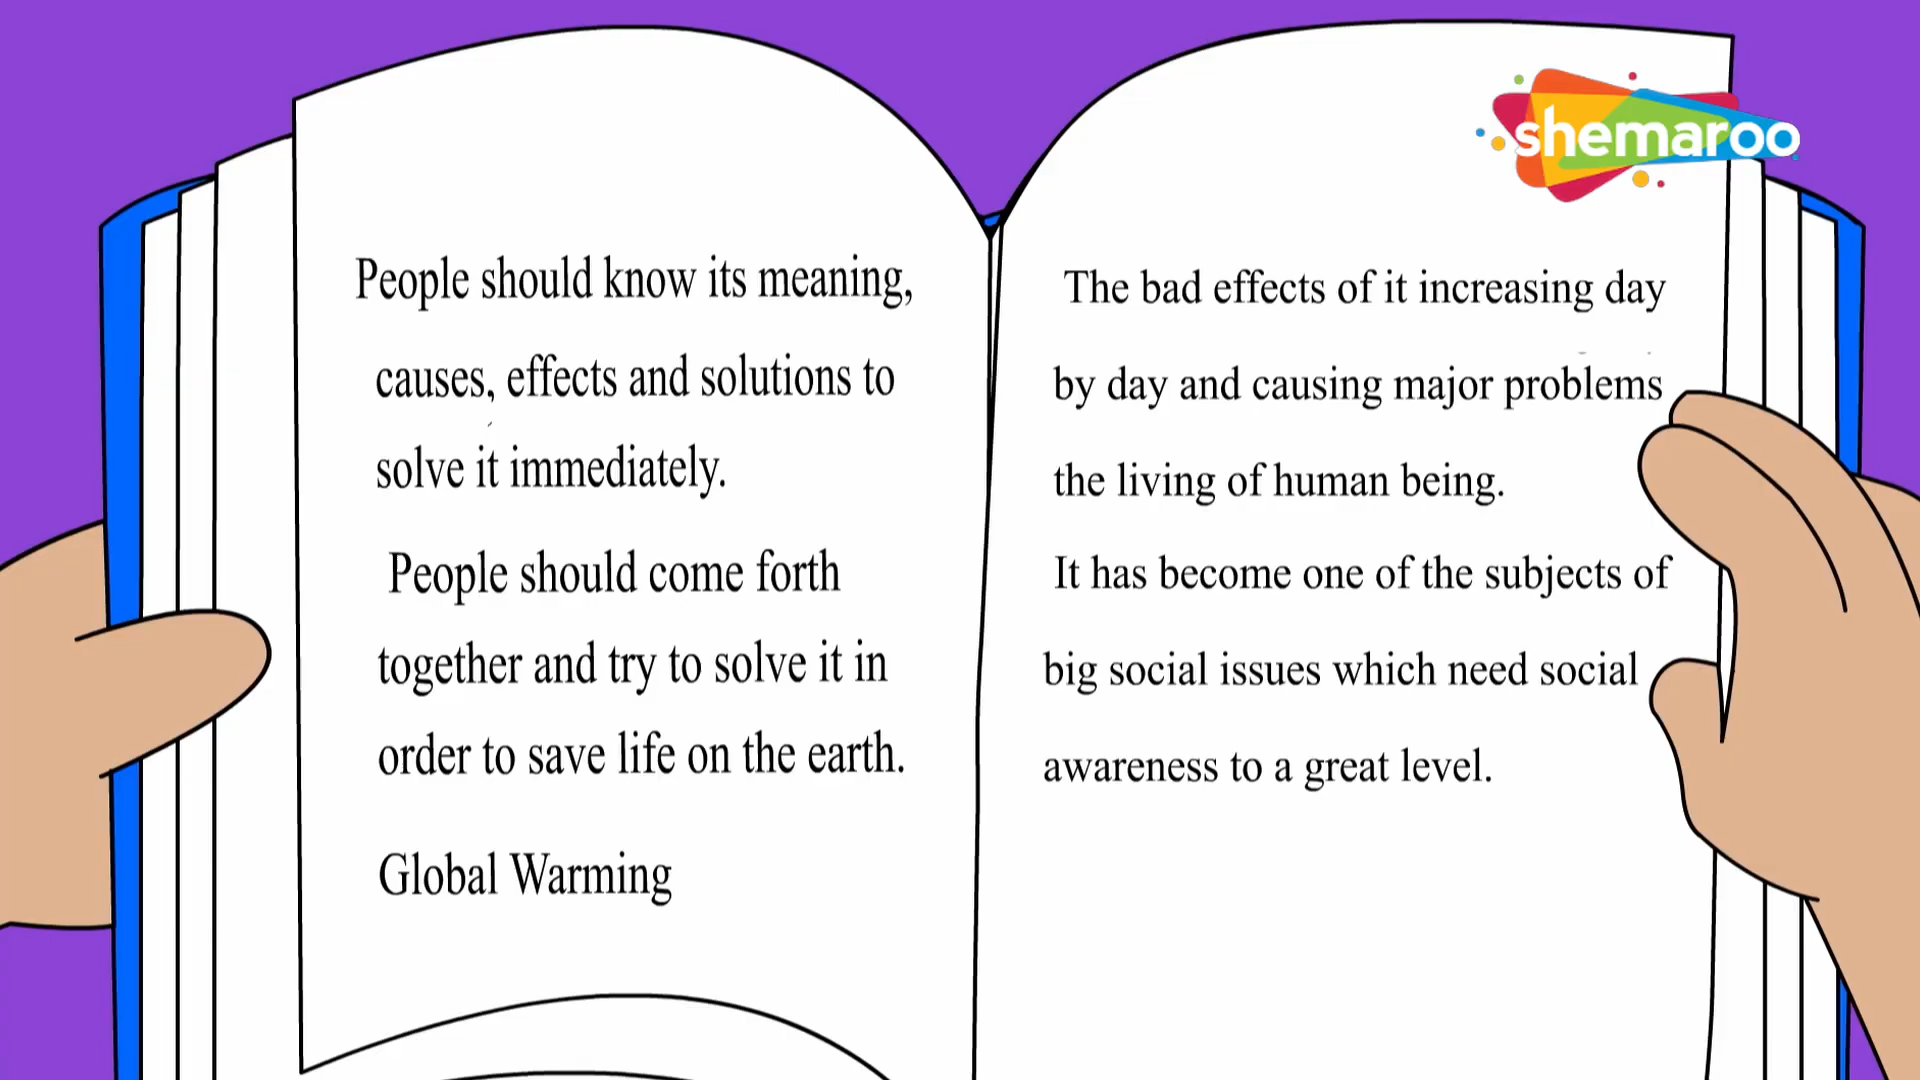 shemaroo
People should know its meaning,
causes, effects and solutions to
solve it immediately.
People should come forth
together and try to solve it in
order to save life on the earth.
Global Warming
The bad effects of it increasing day
by day and causing major problems
the living of human being.
It has become one of the subjects of
big social issues which need social
awareness to a great level.